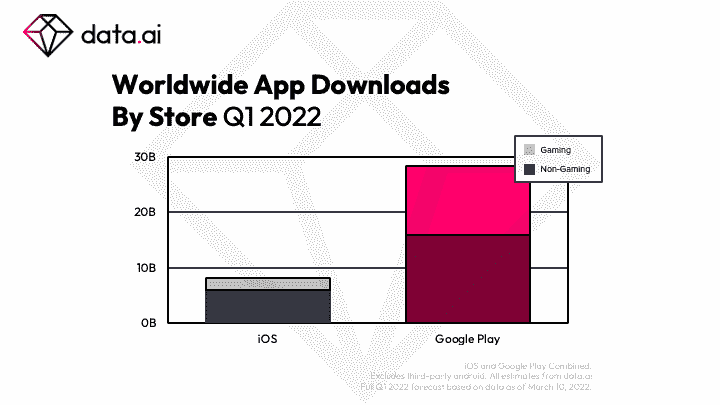 data.ai
Worldwide App Downloads
By Store Q1 2022
Gaming
Non-Gaming
30B
20B
10B
0B
iOS
Google Play
iOS and Google Play Combined.
Excludes third-party android. All estimates from data.ai
Full Q1 2022 forecast based on data as of March 10, 2022.